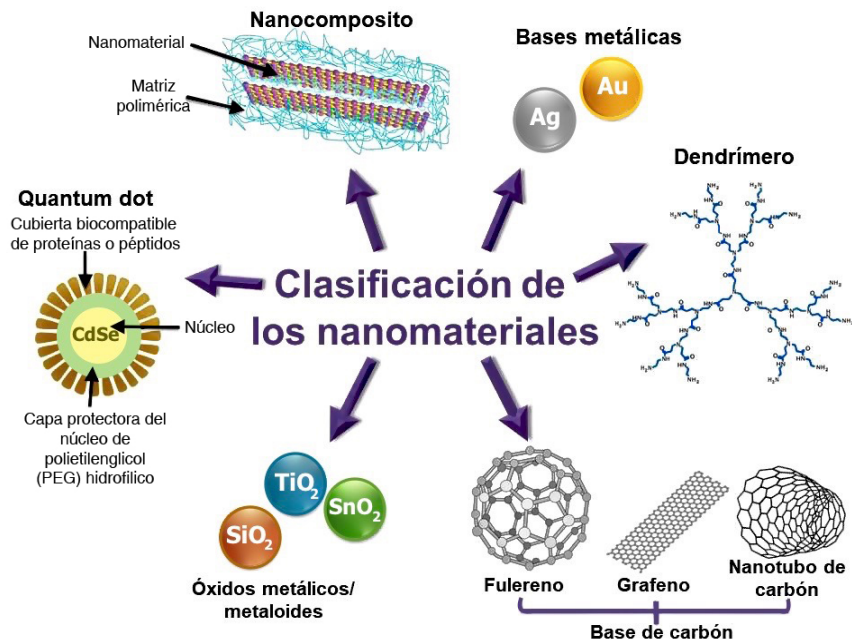 Nanocomposito
Nanomaterial
Matriz
polimérica
Bases metálicas
Ag
Au
Dendrímero
Quantum dot
Cubierta biocompatible
de proteínas o péptidos
CdSe
Núcleo
Capa protectora del
núcleo de
polietilenglicol
(PEG) hidrofílico
Clasificación de
los nanomateriales
TiO₂
SnO₂
SiO₂
Óxidos metálicos/
metaloides
Fulereno
Grafeno
Nanotubo de
carbón
Base de carbón